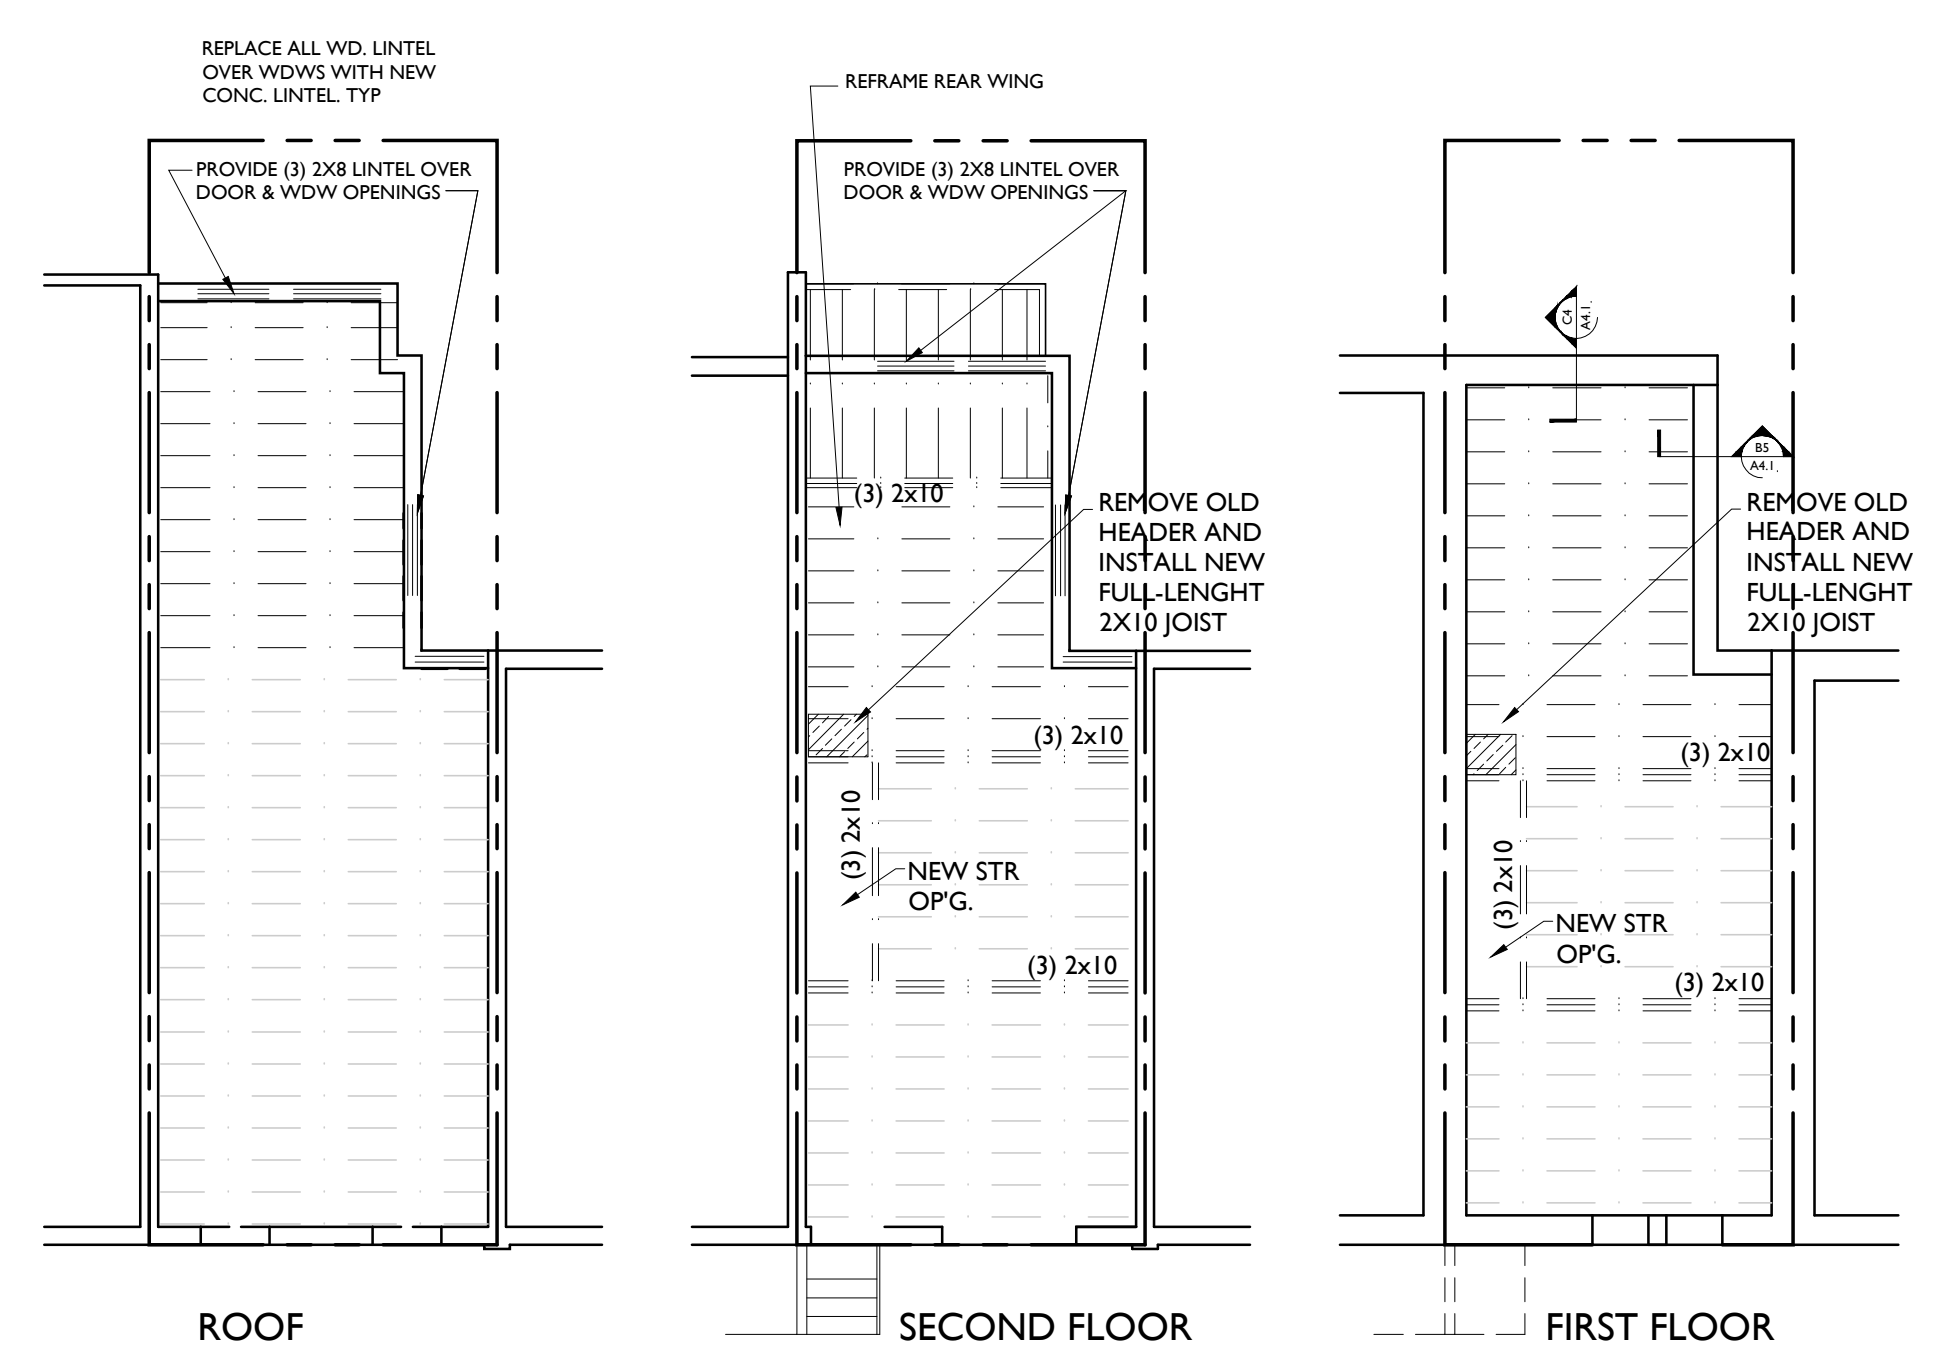 REPLACE ALL WD. LINTEL
OVER WDWS WITH NEW
CONC. LINTEL. TYP
PROVIDE (3) 2X8 LINTEL OVER
DOOR & WDW OPENINGS
ROOF
REFRAME REAR WING
PROVIDE (3) 2X8 LINTEL OVER
DOOR & WDW OPENINGS
(3) 2x10
REMOVE OLD
HEADER AND
INSTALL NEW
FULL-LENGHT
2X10 JOIST
(3) 2x10
(3) 2x10
NEW STR
OP'G.
(3) 2x10
SECOND FLOOR
C4
A4.1.
B5
A4.1.
REMOVE OLD
HEADER AND
INSTALL NEW
FULL-LENGHT
2X10 JOIST
(3) 2x10
(3) 2x10
NEW STR
OP'G.
(3) 2x10
FIRST FLOOR